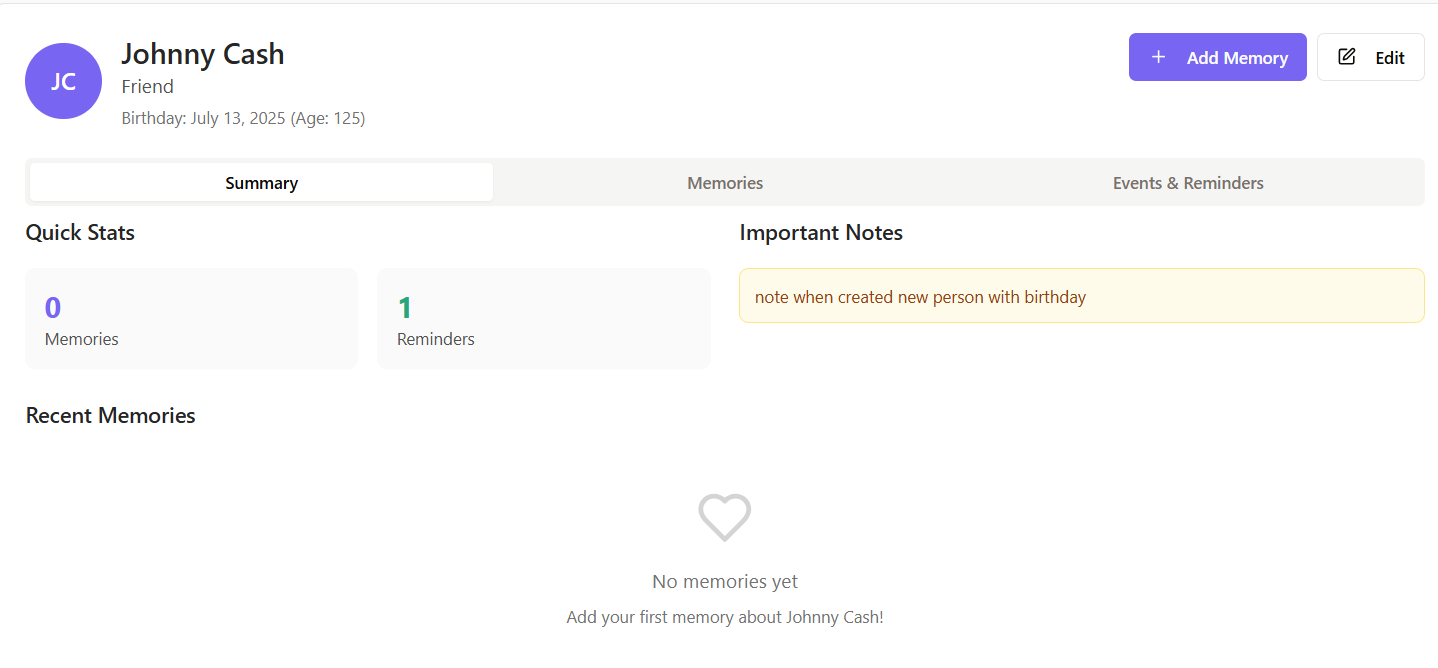 JC
Johnny Cash
Friend
Birthday: July 13, 2025 (Age: 125)
Add Memory
Edit
Summary
Memories
Events & Reminders
Quick Stats
0
Memories
1
Reminders
Important Notes
note when created new person with birthday
Recent Memories
No memories yet
Add your first memory about Johnny Cash!